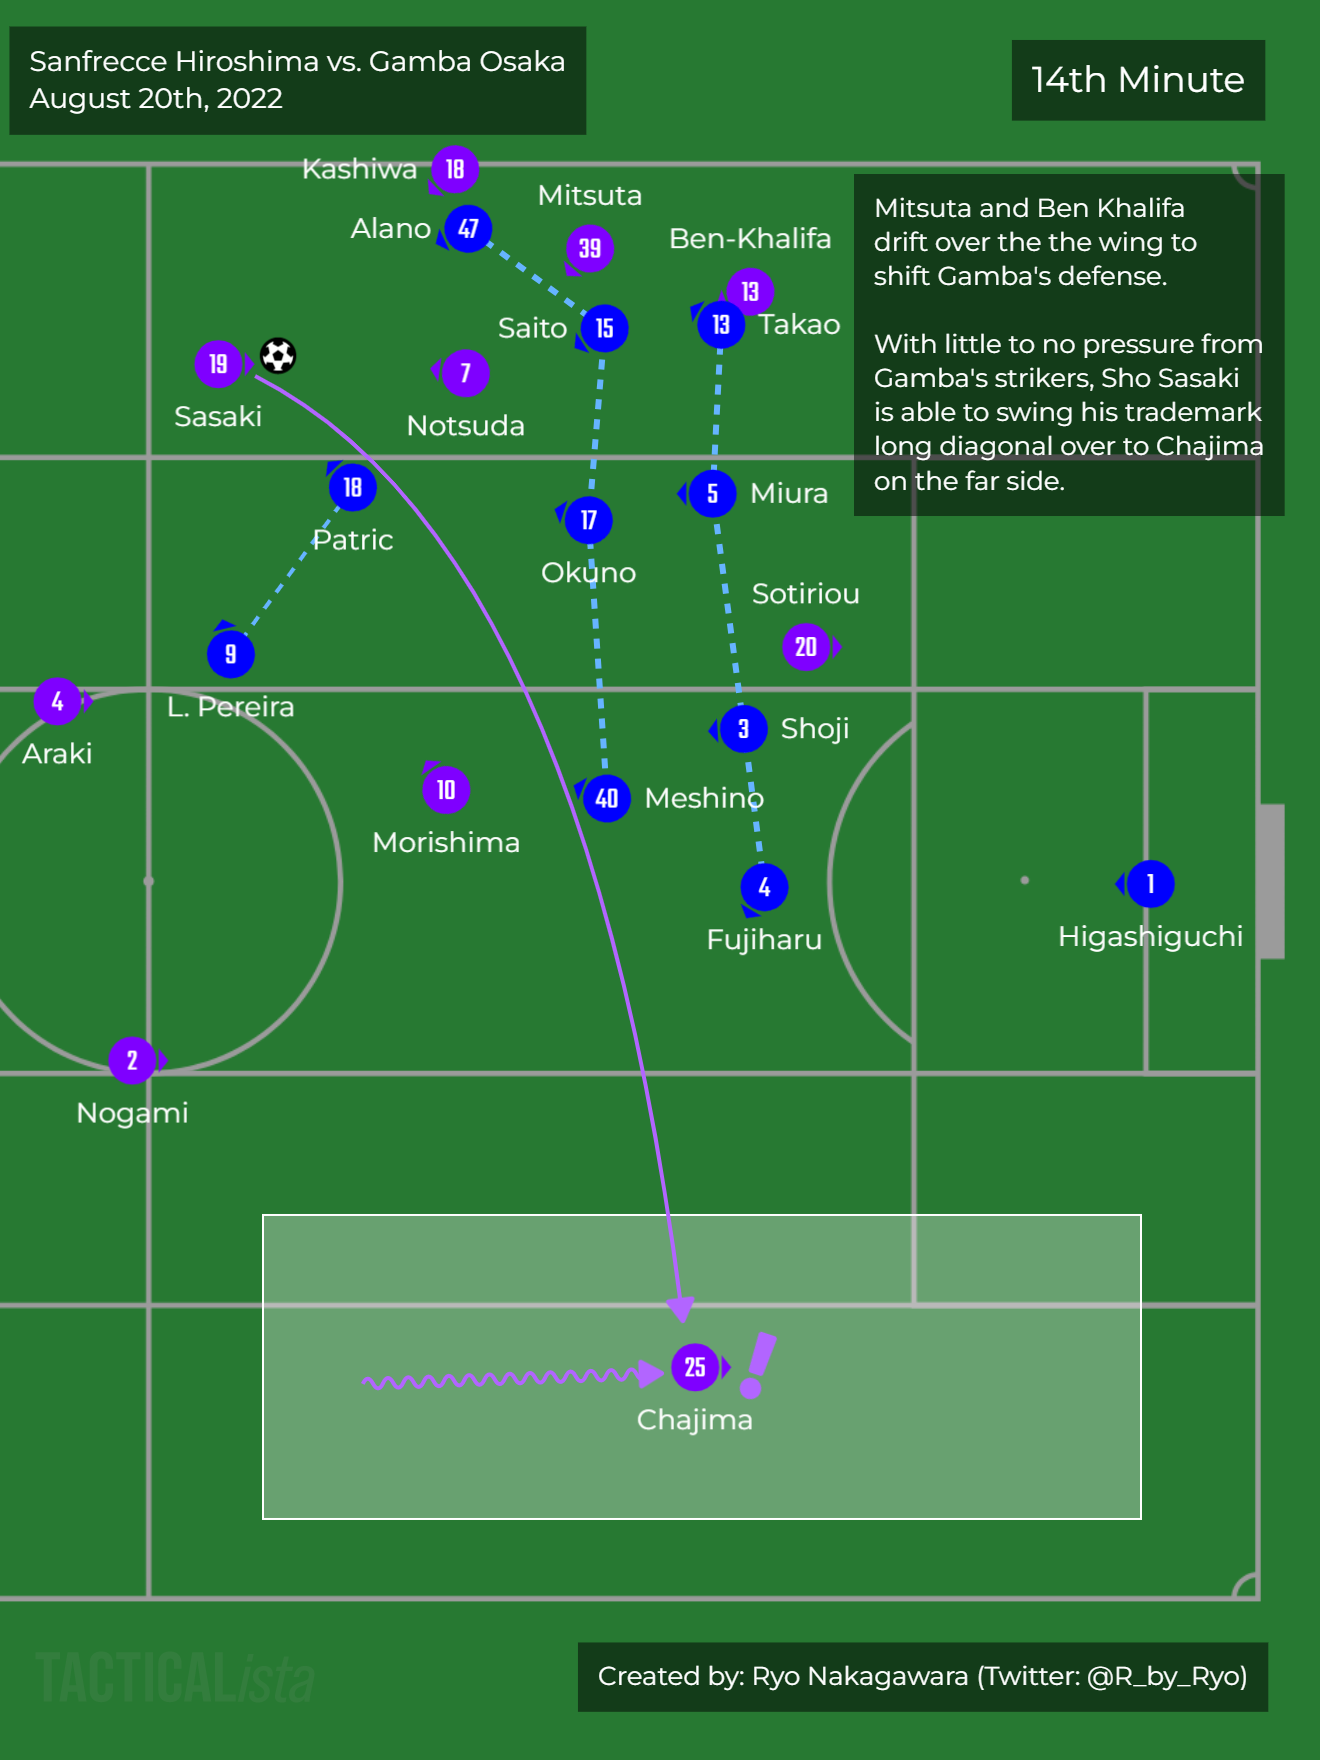 Sanfrecce Hiroshima vs. Gamba Osaka
August 20th, 2022
14th Minute
Kashiwa 18
Mitsuta
Alano 47
39
Ben-Khalifa
13
Saito 15
13 Takao
Mitsuta and Ben Khalifa
drift over the the wing to
shift Gamba's defense.
With little to no pressure from
Gamba's strikers, Sho Sasaki
is able to swing his trademark
long diagonal over to Chajima
on the far side.
19
Sasaki
7
Notsuda
18
Patric
17
Okuno
5 Miura
Sotiriou
20
9
L. Pereira
4
Araki
3 Shoji
10
Morishima
40 Meshino
4
Fujiharu
1
Higashiguchi
2
Nogami
25
Chajima
TACTICALista
Created by: Ryo Nakagawara (Twitter: @R_by_Ryo)